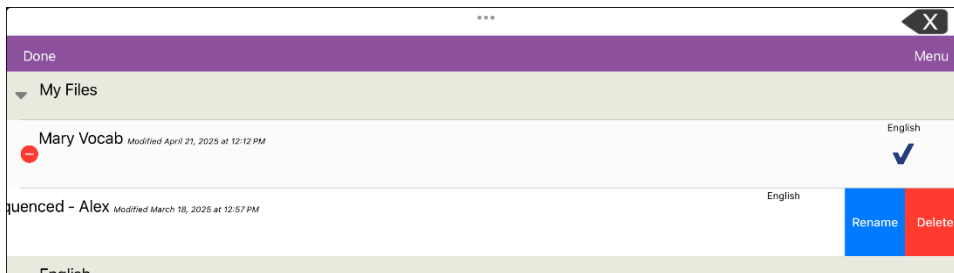 X
Done Menu
My Files
Mary Vocab Modified April 21, 2025 at 12:12 PM English
quenced - Alex Modified March 18, 2025 at 12:57 PM English Rename Delete
English